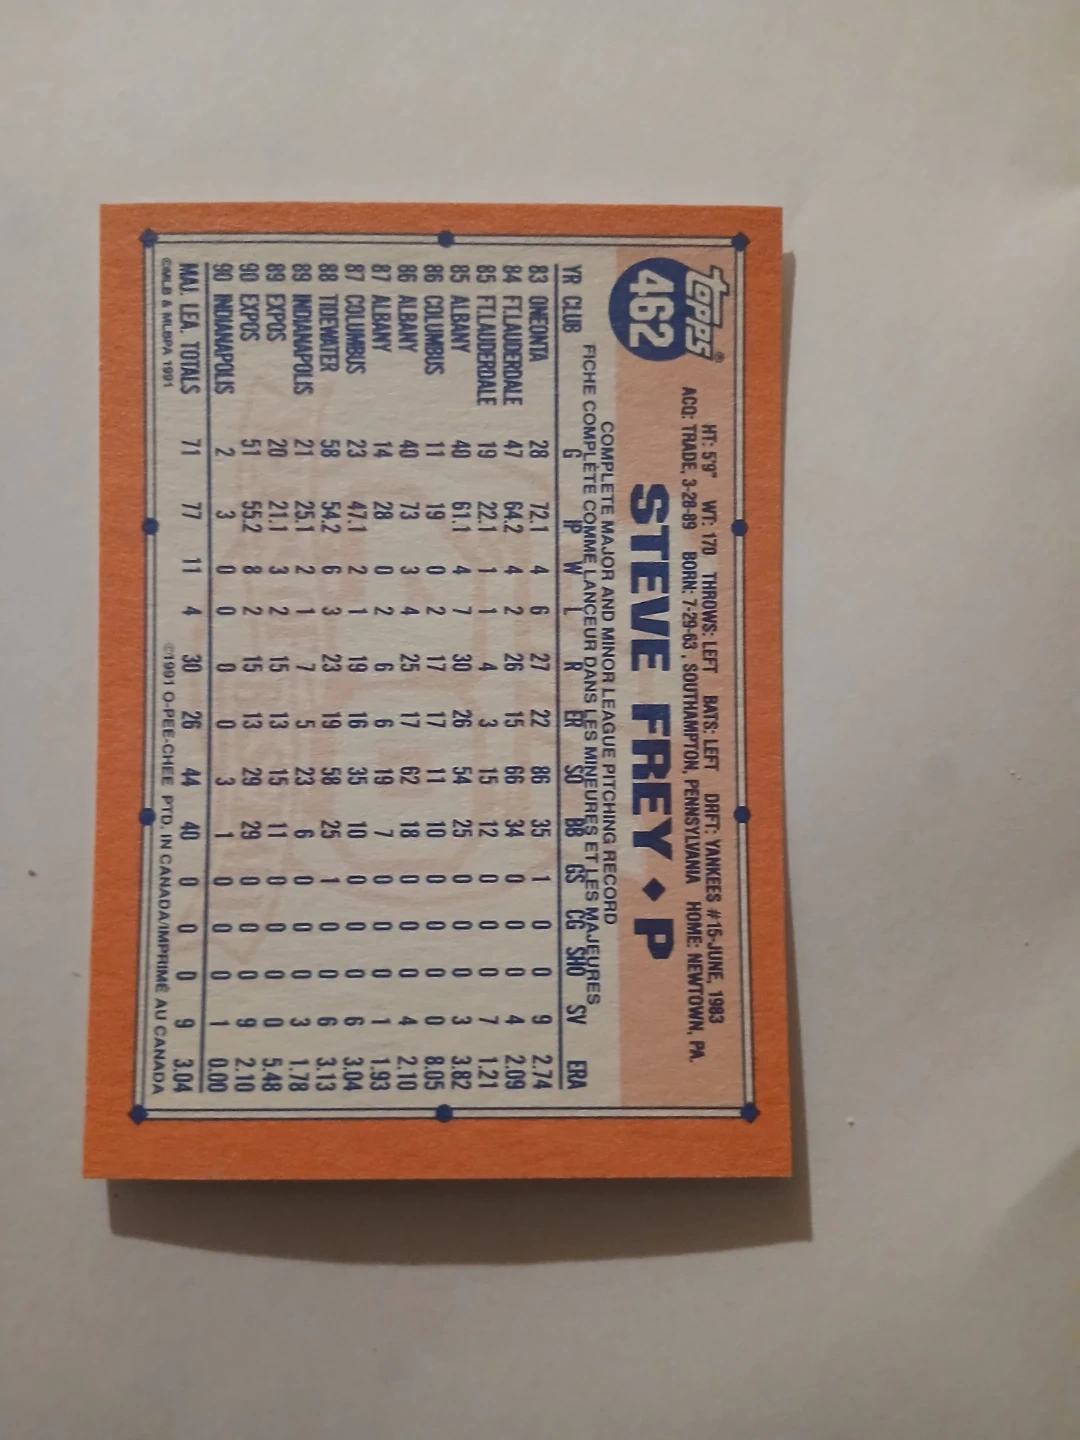 topps®
462
HT: 5'9" WT: 170 THROWS: LEFT BATS: LEFT DRFT: YANKEES #15-JUNE, 1983
ACQ: TRADE, 3-28-89 BORN: 7-29-63, SOUTHAMPTON, PENNSYLVANIA HOME: NEWTOWN, PA.
STEVE FREY ♦ P
COMPLETE MAJOR AND MINOR LEAGUE PITCHING RECORD
FICHE COMPLÈTE COMME LANCEUR DANS LES MINEURES ET LES MAJEURES
YR CLUB G IP W L R ER SO BB GS CG SHO SV ERA
83 ONEONTA 28 72.1 4 6 27 22 86 35 1 0 0 9 2.74
84 FT.LAUDERDALE 47 64.2 4 2 26 15 66 34 0 0 0 4 2.09
85 FT.LAUDERDALE 19 22.1 1 1 4 3 15 12 0 0 0 7 1.21
85 ALBANY 40 61.1 4 7 30 26 54 25 0 0 0 3 3.82
86 COLUMBUS 11 19 0 2 17 17 11 10 0 0 0 0 8.05
86 ALBANY 40 73 3 4 25 17 62 18 0 0 0 4 2.10
87 ALBANY 14 28 0 2 6 6 19 7 0 0 0 1 1.93
87 COLUMBUS 23 47.1 2 1 19 16 35 10 0 0 0 6 3.04
88 TIDEWATER 58 54.2 6 3 23 19 58 25 1 0 0 6 3.13
89 INDIANAPOLIS 21 25.1 2 1 7 5 23 6 0 0 0 3 1.78
89 EXPOS 20 21.1 3 2 15 13 15 11 0 0 0 0 5.48
90 EXPOS 51 55.2 8 2 15 13 29 29 0 0 0 9 2.10
90 INDIANAPOLIS 2 3 0 0 0 0 3 1 0 0 0 1 0.00
MAJ. LEA. TOTALS 71 77 11 4 30 26 44 40 0 0 0 9 3.04
©MLB & MLBPA 1991 ©1991 O-PEE-CHEE PTD. IN CANADA/IMPRIMÉ AU CANADA